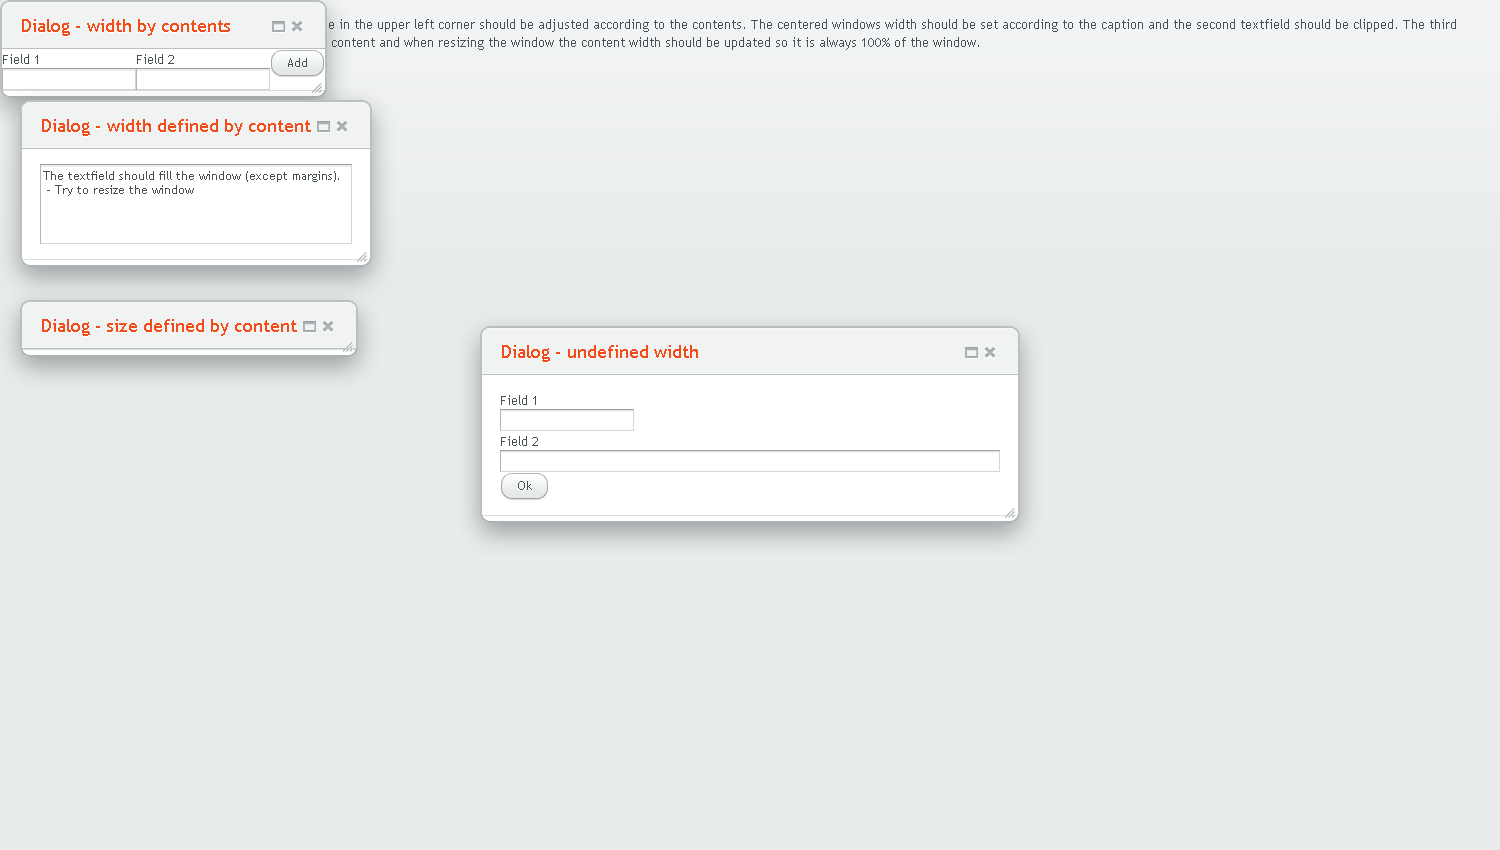 Dialog - width by contents
e in the upper left corner should be adjusted according to the contents. The centered windows width should be set according to the caption and the second textfield should be clipped. The third
content and when resizing the window the content width should be updated so it is always 100% of the window.
Field 1 Field 2 Add
Dialog - width defined by content
The textfield should fill the window (except margins).
- Try to resize the window
Dialog - size defined by content
Dialog - undefined width
Field 1
Field 2
Ok